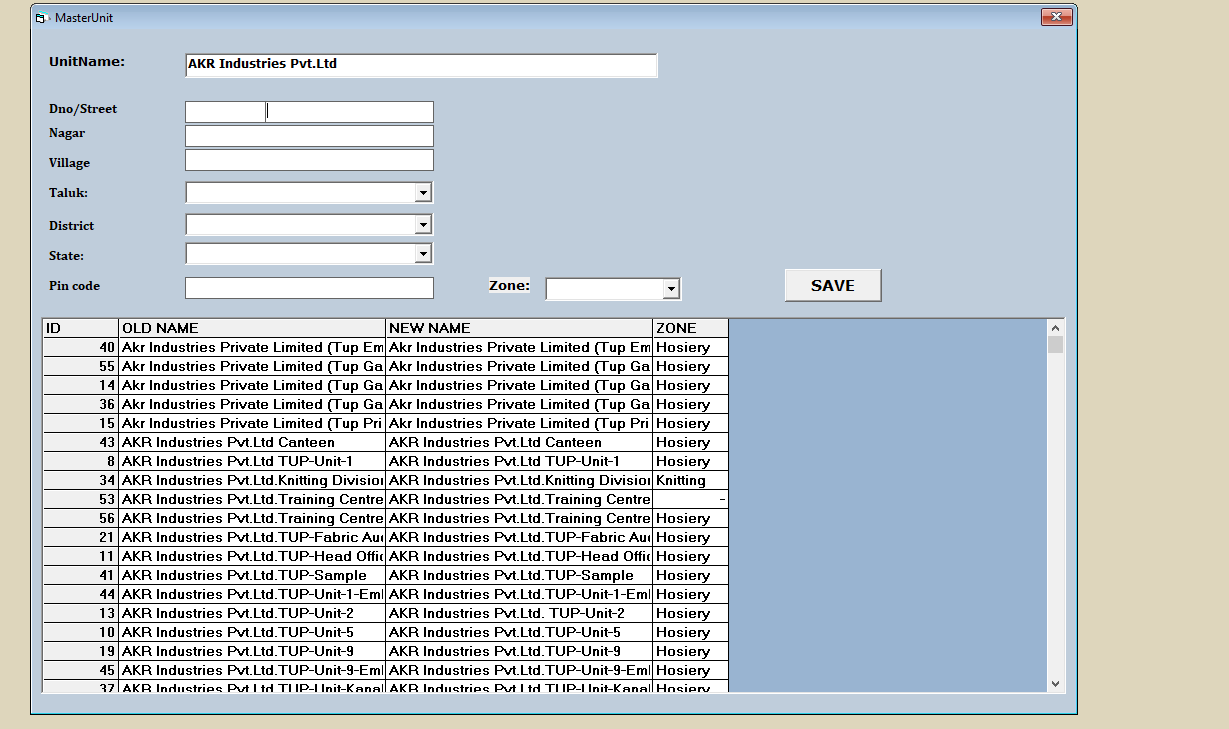 MasterUnit
UnitName: AKR Industries Pvt.Ltd
Dno/Street
Nagar
Village
Taluk:
District
State:
Pin code Zone: SAVE
ID OLD NAME NEW NAME ZONE
40 Akr Industries Private Limited (Tup Em Akr Industries Private Limited (Tup Em Hosiery
55 Akr Industries Private Limited (Tup Ga Akr Industries Private Limited (Tup Ga Hosiery
14 Akr Industries Private Limited (Tup Ga Akr Industries Private Limited (Tup Ga Hosiery
36 Akr Industries Private Limited (Tup Ga Akr Industries Private Limited (Tup Ga Hosiery
15 Akr Industries Private Limited (Tup Pri Akr Industries Private Limited (Tup Pri Hosiery
43 AKR Industries Pvt.Ltd Canteen AKR Industries Pvt.Ltd Canteen Hosiery
8 AKR Industries Pvt.Ltd TUP-Unit-1 AKR Industries Pvt.Ltd TUP-Unit-1 Hosiery
34 AKR Industries Pvt.Ltd.Knitting Division AKR Industries Pvt.Ltd.Knitting Division Knitting
53 AKR Industries Pvt.Ltd.Training Centre AKR Industries Pvt.Ltd.Training Centre -
56 AKR Industries Pvt.Ltd.Training Centre AKR Industries Pvt.Ltd.Training Centre Hosiery
21 AKR Industries Pvt.Ltd.TUP-Fabric Au AKR Industries Pvt.Ltd.TUP-Fabric Au Hosiery
11 AKR Industries Pvt.Ltd.TUP-Head Offic AKR Industries Pvt.Ltd.TUP-Head Offic Hosiery
41 AKR Industries Pvt.Ltd.TUP-Sample AKR Industries Pvt.Ltd.TUP-Sample Hosiery
44 AKR Industries Pvt.Ltd.TUP-Unit-1-Em AKR Industries Pvt.Ltd.TUP-Unit-1-Em Hosiery
13 AKR Industries Pvt.Ltd.TUP-Unit-2 AKR Industries Pvt.Ltd. TUP-Unit-2 Hosiery
10 AKR Industries Pvt.Ltd.TUP-Unit-5 AKR Industries Pvt.Ltd.TUP-Unit-5 Hosiery
19 AKR Industries Pvt.Ltd.TUP-Unit-9 AKR Industries Pvt.Ltd.TUP-Unit-9 Hosiery
45 AKR Industries Pvt.Ltd.TUP-Unit-9-Em AKR Industries Pvt.Ltd.TUP-Unit-9-Em Hosiery
37 AKR Industries Pvt.Ltd.TUP-Unit-Kana AKR Industries Pvt.Ltd.TUP-Unit-Kana Hosiery